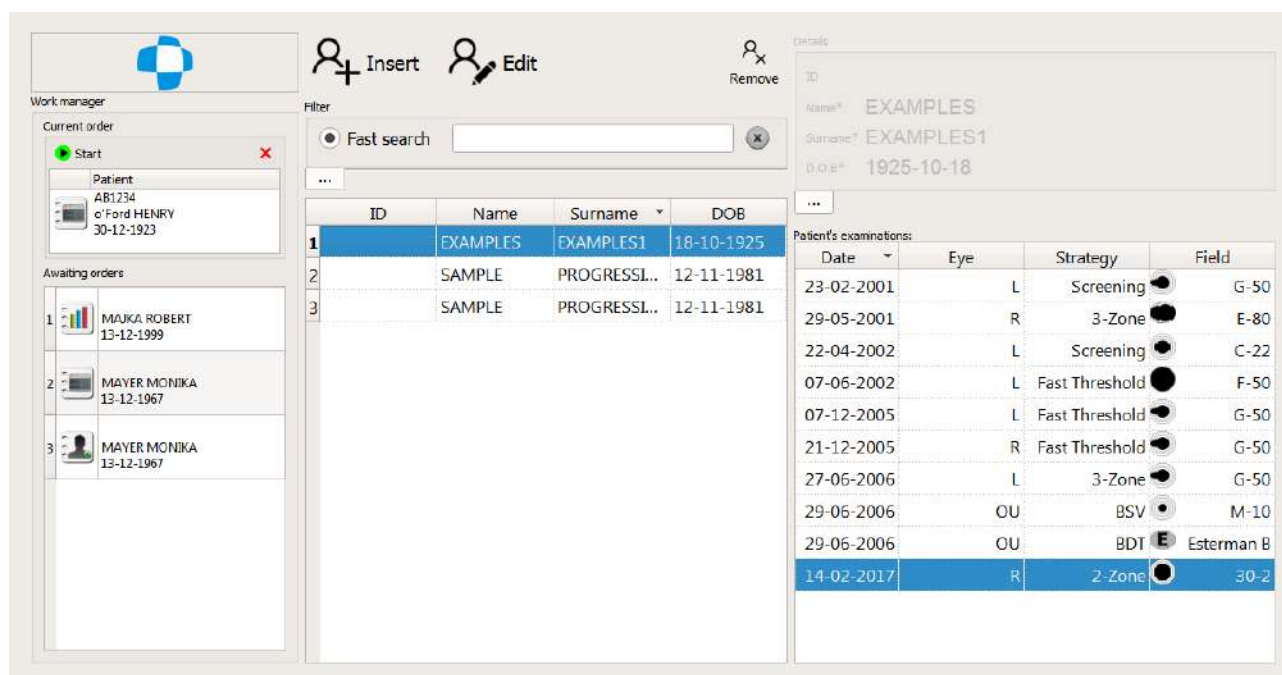 Insert
Edit
Remove
Details
ID
Name* EXAMPLES
Surname* EXAMPLES1
D.O.B* 1925-10-18
...
Work manager
Current order
Start
Patient
AB1234
o'Ford HENRY
30-12-1923
Awaiting orders
1 MAJKA ROBERT
13-12-1999
2 MAYER MONIKA
13-12-1967
3 MAYER MONIKA
13-12-1967
Filter
Fast search
...
ID Name Surname DOB
1 EXAMPLES EXAMPLES1 18-10-1925
2 SAMPLE PROGRESSI... 12-11-1981
3 SAMPLE PROGRESSI... 12-11-1981
Patient's examinations:
Date Eye Strategy Field
23-02-2001 L Screening G-50
29-05-2001 R 3-Zone E-80
22-04-2002 L Screening C-22
07-06-2002 L Fast Threshold F-50
07-12-2005 L Fast Threshold G-50
21-12-2005 R Fast Threshold G-50
27-06-2006 L 3-Zone G-50
29-06-2006 OU BSV M-10
29-06-2006 OU BDT E Esterman B
14-02-2017 R 2-Zone 30-2